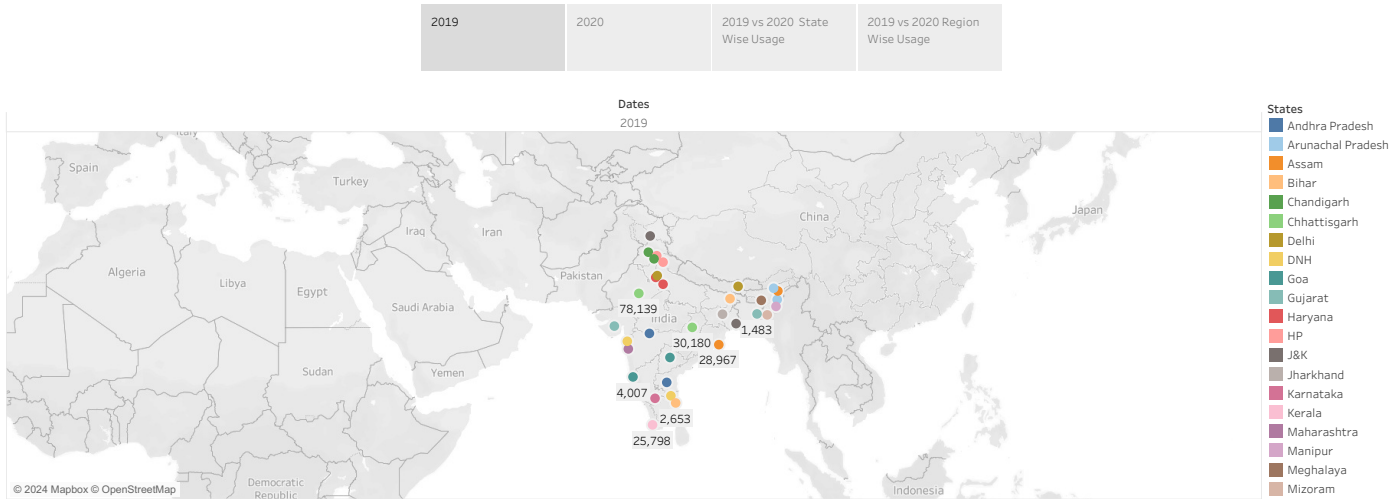 2019
2020
2019 vs 2020  State
Wise Usage
2019 vs 2020 Region
Wise Usage
Dates
2019
States
Andhra Pradesh
Arunachal Pradesh
Assam
Bihar
Chandigarh
Chhattisgarh
Delhi
DNH
Goa
Gujarat
Haryana
HP
J&K
Jharkhand
Karnataka
Kerala
Maharashtra
Manipur
Meghalaya
Mizoram
Italy
Spain
Turkey
China
Japan
Iraq
Iran
Algeria
Libya
Egypt
Pakistan
Saudi Arabia
78,139
India
1,483
30,180
28,967
Sudan
Yemen
4,007
2,653
25,798
Democratic
Republic
Indonesia
© 2024 Mapbox © OpenStreetMap